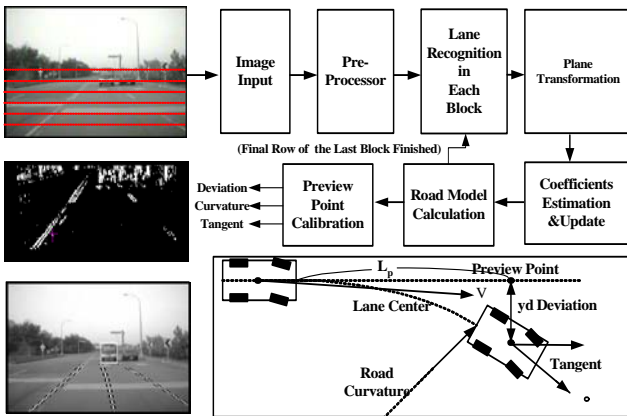 Image
Input
Pre-
Processor
Lane
Recognition
in
Each
Block
Plane
Transformation
(Final Row of the Last Block Finished)
Deviation
Curvature
Tangent
Preview
Point
Calibration
Road Model
Calculation
Coefficients
Estimation
&Update
Lp
Preview Point
Lane Center
V
yd Deviation
Tangent
Road
Curvature